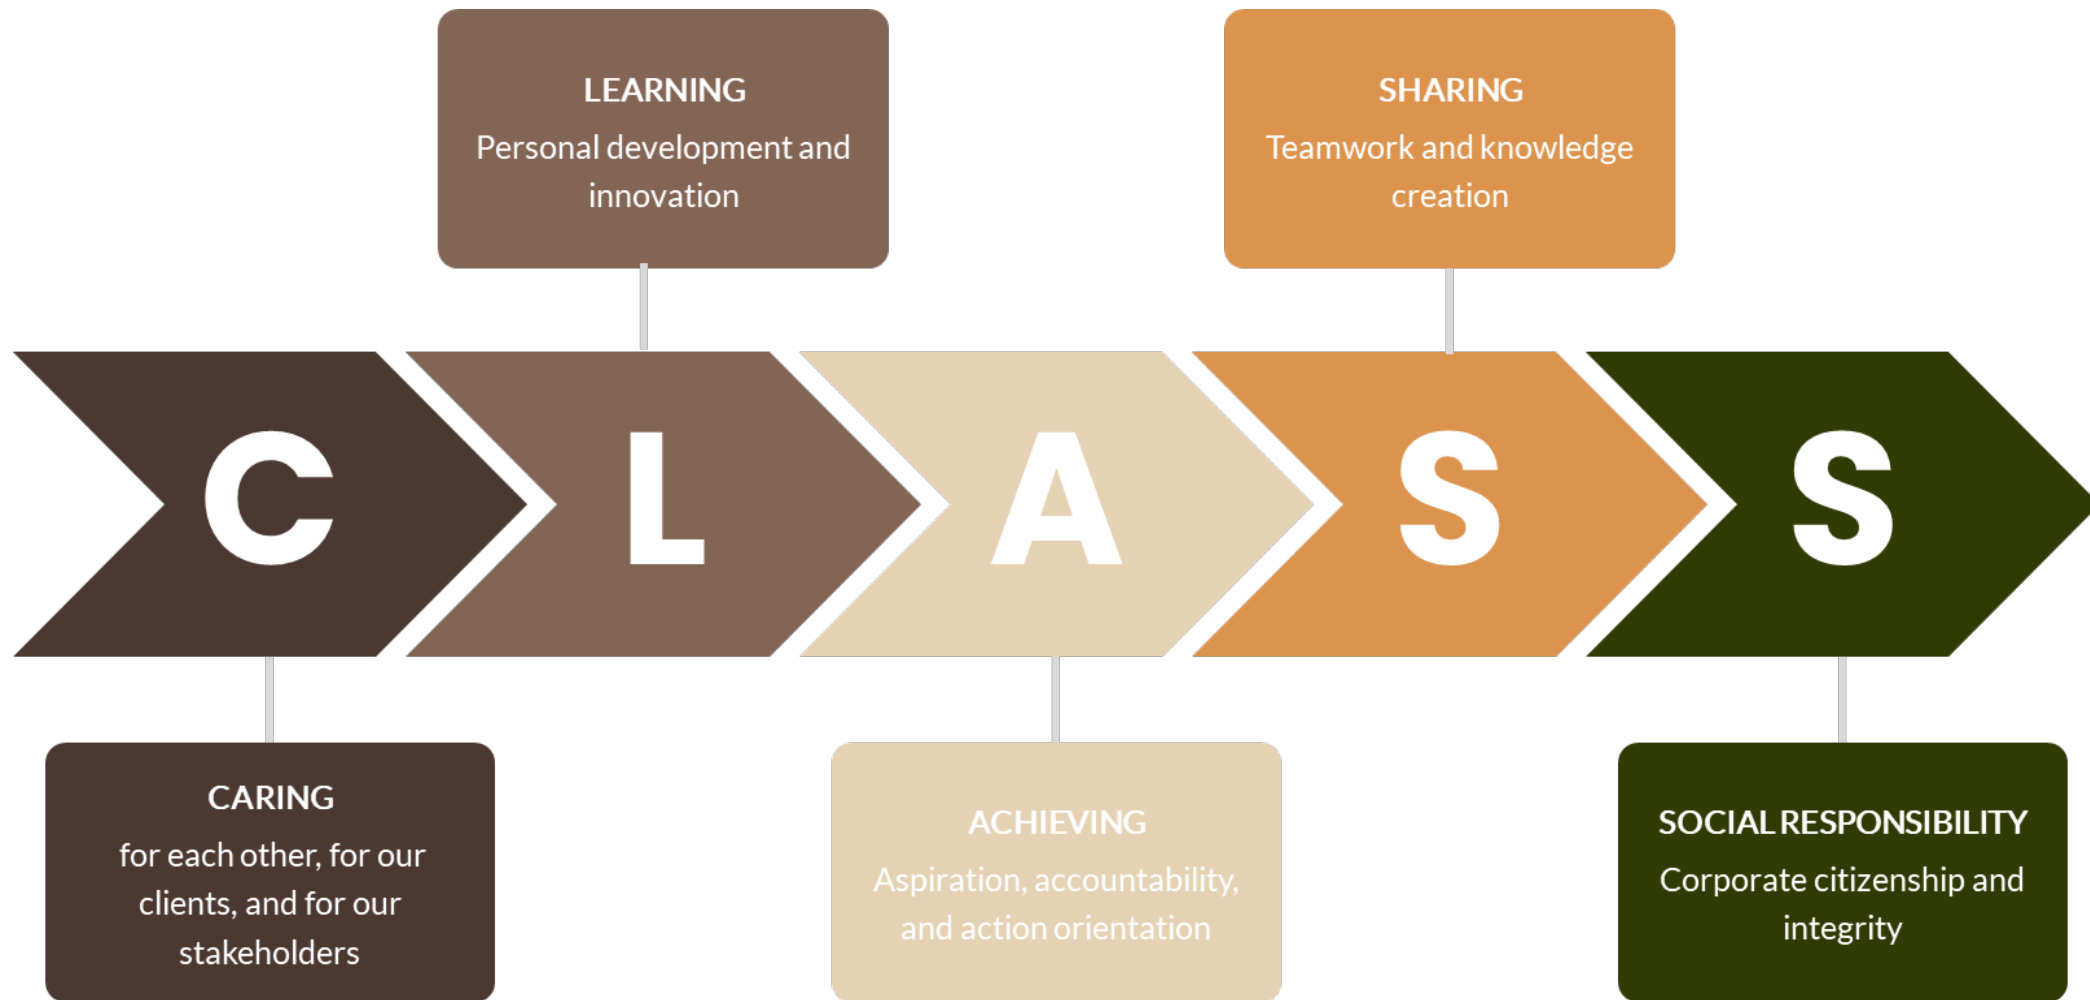 LEARNING
Personal development and
innovation
SHARING
Teamwork and knowledge
creation
C
L
A
S
S
CARING
for each other, for our
clients, and for our
stakeholders
ACHIEVING
Aspiration, accountability,
and action orientation
SOCIAL RESPONSIBILITY
Corporate citizenship and
integrity